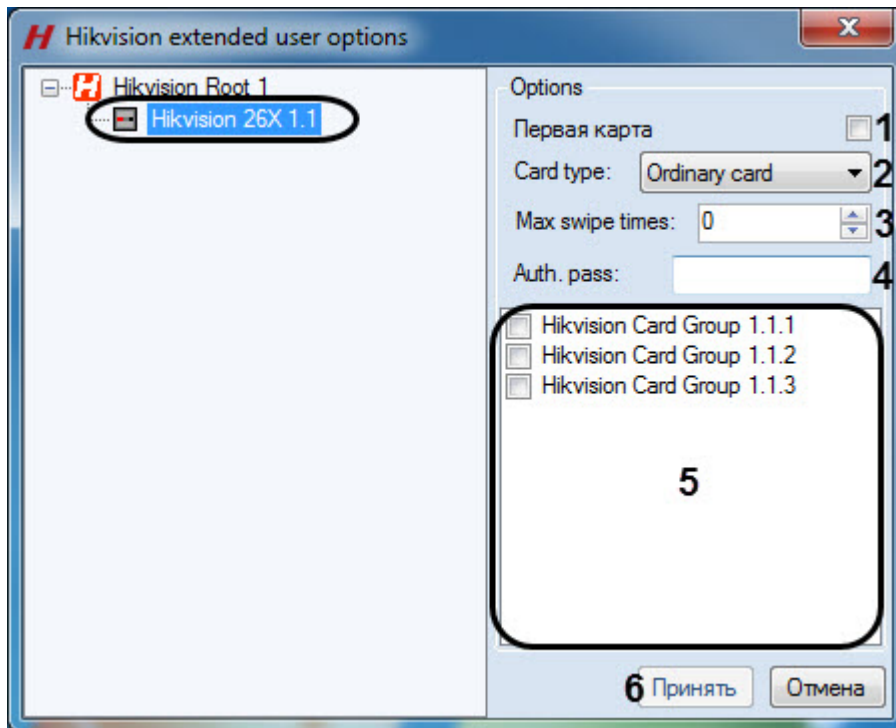 Hikvision extended user options
Hikvision Root 1
Hikvision 26X 1.1
Options
Первая карта 1
Card type: Ordinary card 2
Max swipe times: 0 3
Auth. pass: 4
Hikvision Card Group 1.1.1
Hikvision Card Group 1.1.2
Hikvision Card Group 1.1.3
5
6 Принять Отмена